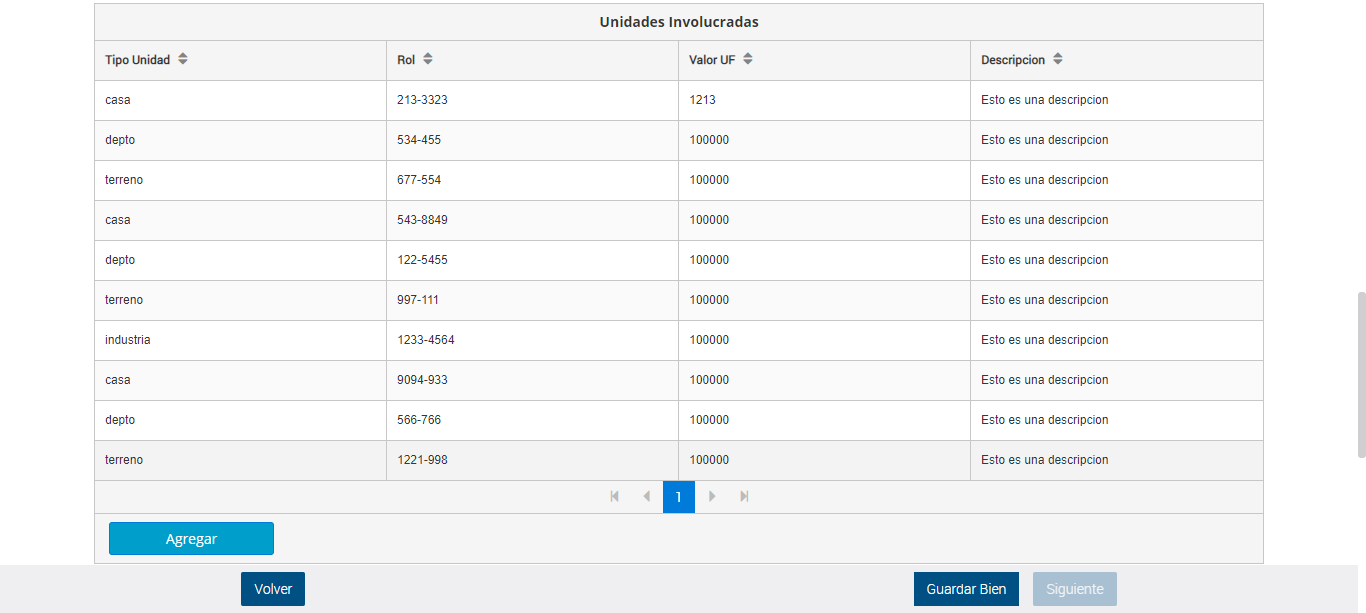 Unidades Involucradas
Tipo Unidad Rol Valor UF Descripcion
casa 213-3323 1213 Esto es una descripcion
depto 534-455 100000 Esto es una descripcion
terreno 677-554 100000 Esto es una descripcion
casa 543-8849 100000 Esto es una descripcion
depto 122-5455 100000 Esto es una descripcion
terreno 997-111 100000 Esto es una descripcion
industria 1233-4564 100000 Esto es una descripcion
casa 9094-933 100000 Esto es una descripcion
depto 566-766 100000 Esto es una descripcion
terreno 1221-998 100000 Esto es una descripcion
1
Agregar
Volver Guardar Bien Siguiente